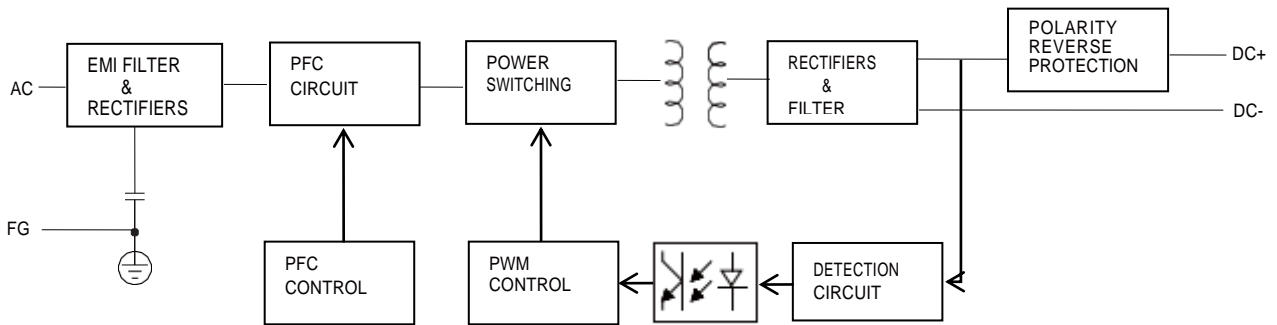 AC
EMI FILTER
&
RECTIFIERS
PFC
CIRCUIT
POWER
SWITCHING
RECTIFIERS
&
FILTER
POLARITY
REVERSE
PROTECTION
DC+
DC-
FG
PFC
CONTROL
PWM
CONTROL
DETECTION
CIRCUIT